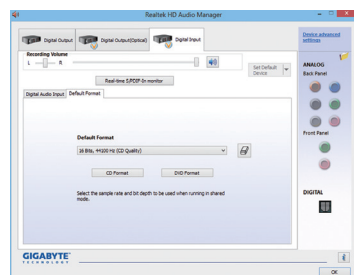 Realtek HD Audio Manager
Digital Output
Digital Output(Optical)
Digital Input
Device advanced settings
Recording Volume
L
R
Set Default Device
Real-time S/PDIF-In monitor
Digital Audio Input
Default Format
Default Format
16 Bits, 44100 Hz (CD Quality)
CD Format
DVD Format
Select the sample rate and bit depth to be used when running in shared mode.
ANALOG
Back Panel
Front Panel
DIGITAL
GIGABYTE™
TECHNOLOGY
OK